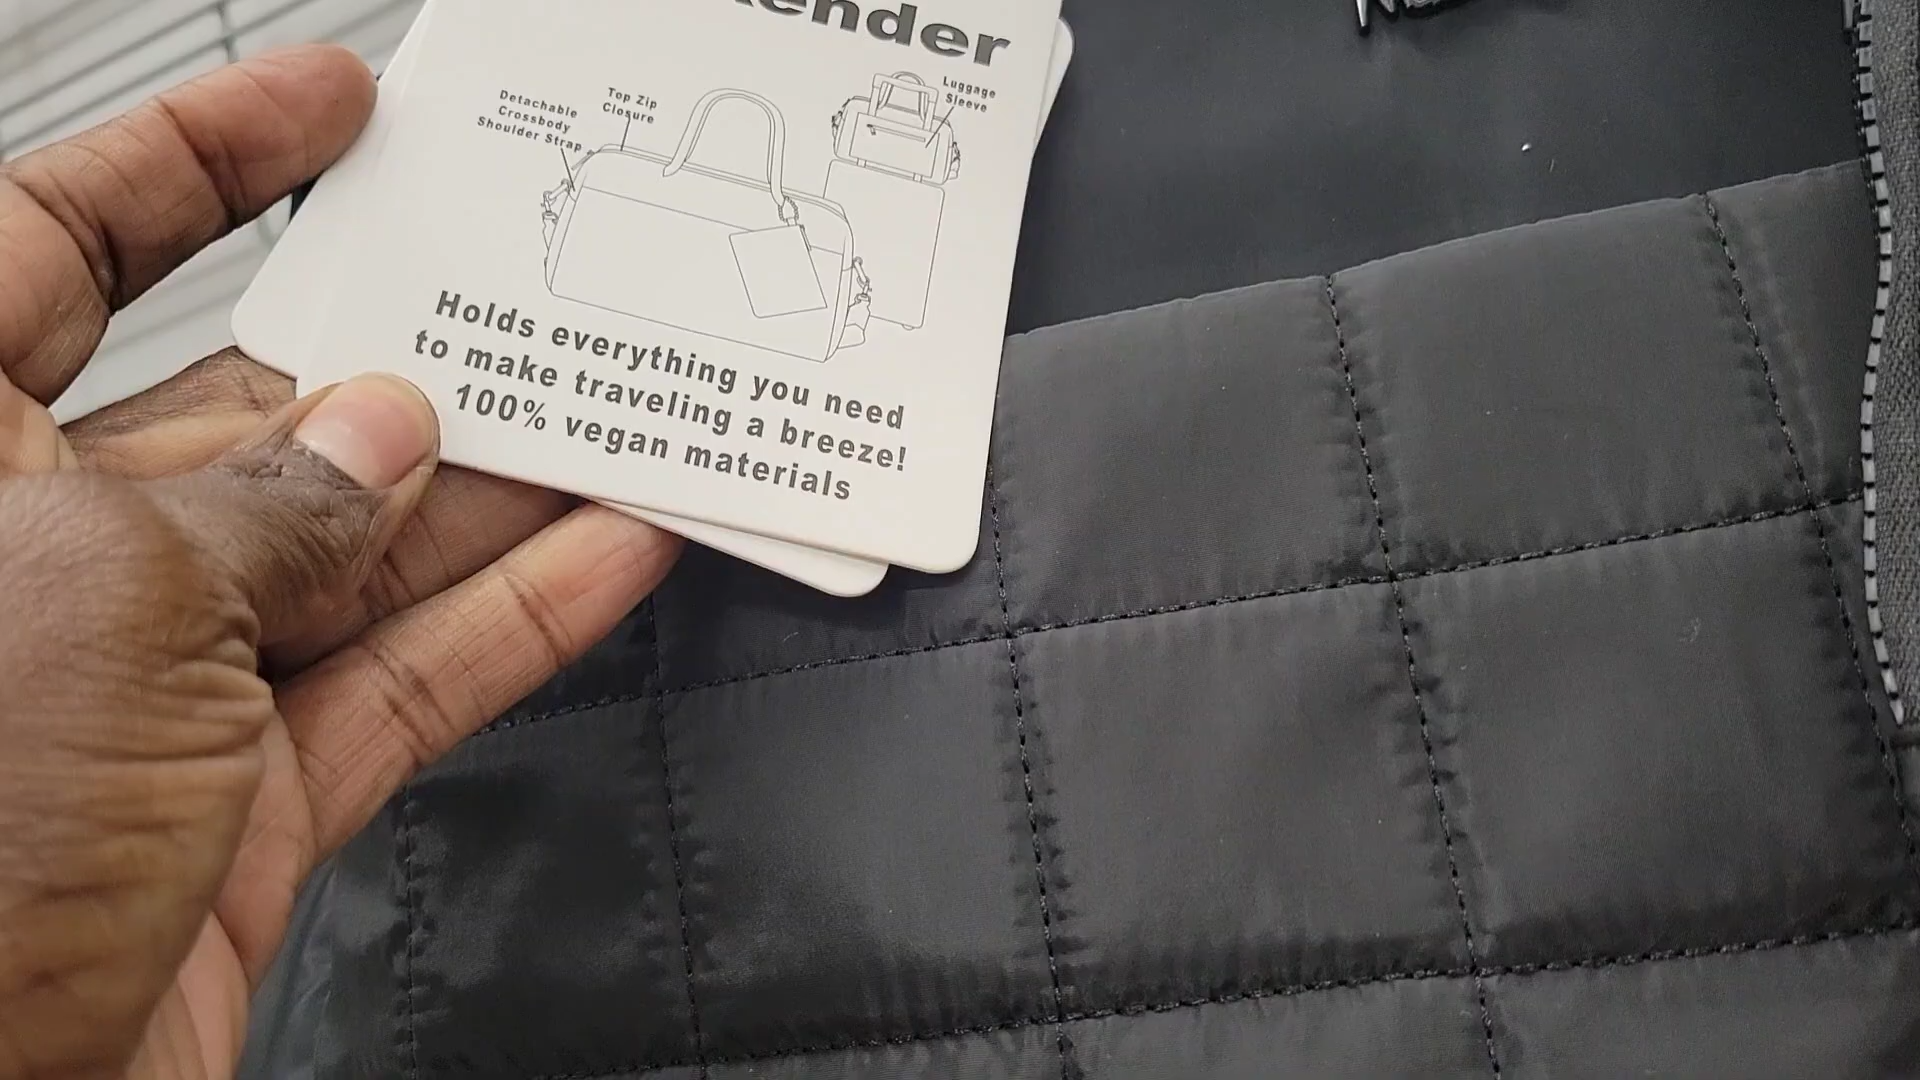 Detachable
Crossbody
Shoulder Strap
Top Zip
Closure
Luggage
Sleeve
Holds everything you need
to make traveling a breeze!
100% vegan materials